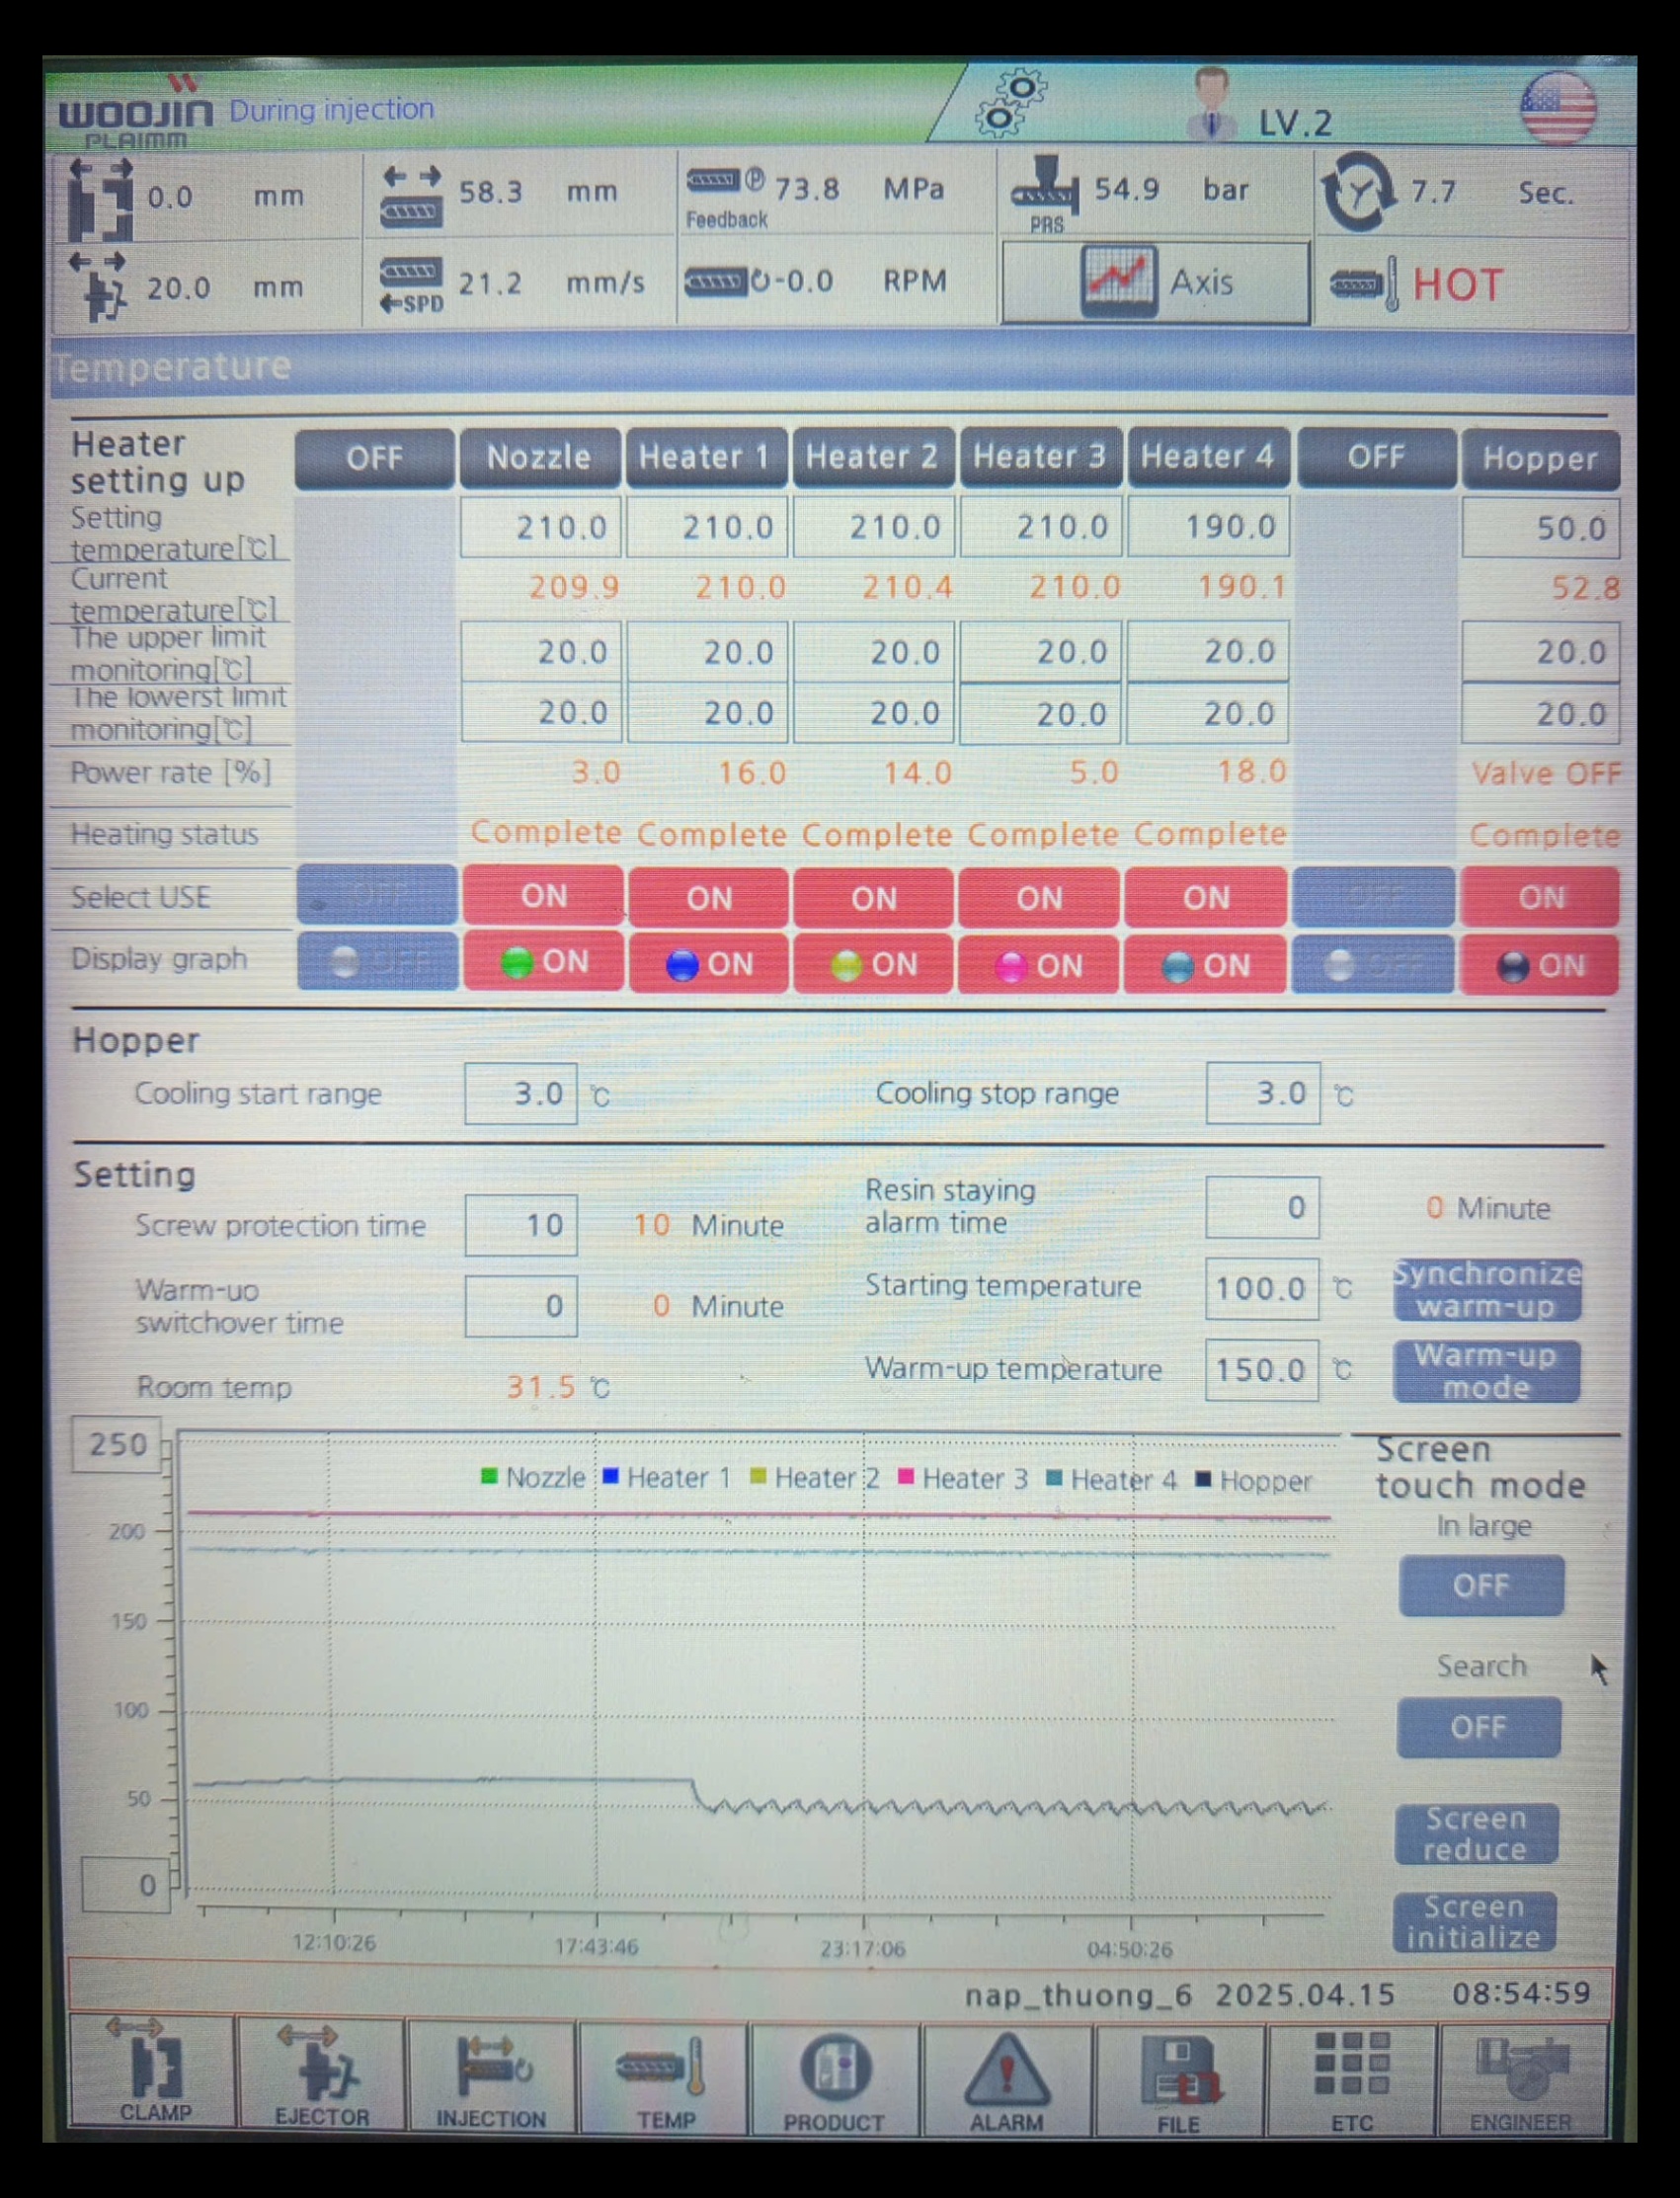 WOOJIN
PLAIMM
During injection
LV.2
0.0 mm
58.3 mm
Feedback
73.8 MPa
PRS
54.9 bar
7.7 Sec.
20.0 mm
SPD
21.2 mm/s
-0.0 RPM
Axis
HOT
Temperature
Heater
setting up
OFF Nozzle Heater 1 Heater 2 Heater 3 Heater 4 OFF Hopper
Setting
temperature[℃]
210.0 210.0 210.0 210.0 190.0 50.0
Current
temperature[℃]
209.9 210.0 210.4 210.0 190.1 52.8
The upper limit
monitoring[℃]
20.0 20.0 20.0 20.0 20.0 20.0
The lowerst limit
monitoring[℃]
20.0 20.0 20.0 20.0 20.0 20.0
Power rate [%] 3.0 16.0 14.0 5.0 18.0 Valve OFF
Heating status Complete Complete Complete Complete Complete Complete
Select USE OFF ON ON ON ON ON OFF ON
Display graph OFF ON ON ON ON ON OFF ON
Hopper
Cooling start range 3.0 ℃ Cooling stop range 3.0 ℃
Setting
Screw protection time 10 10 Minute
Resin staying
alarm time
0 0 Minute
Warm-up
switchover time
0 0 Minute
Starting temperature 100.0 ℃
Synchronize
warm-up
Room temp 31.5 ℃
Warm-up temperature 150.0 ℃
Warm-up
mode
250
Nozzle Heater 1 Heater 2 Heater 3 Heater 4 Hopper
200
150
100
50
0
12:10:26 17:43:46 23:17:06 04:50:26
Screen
touch mode
In large
OFF
Search
OFF
Screen
reduce
Screen
initialize
nap_thuong_6 2025.04.15 08:54:59
CLAMP EJECTOR INJECTION TEMP PRODUCT ALARM FILE ETC ENGINEER